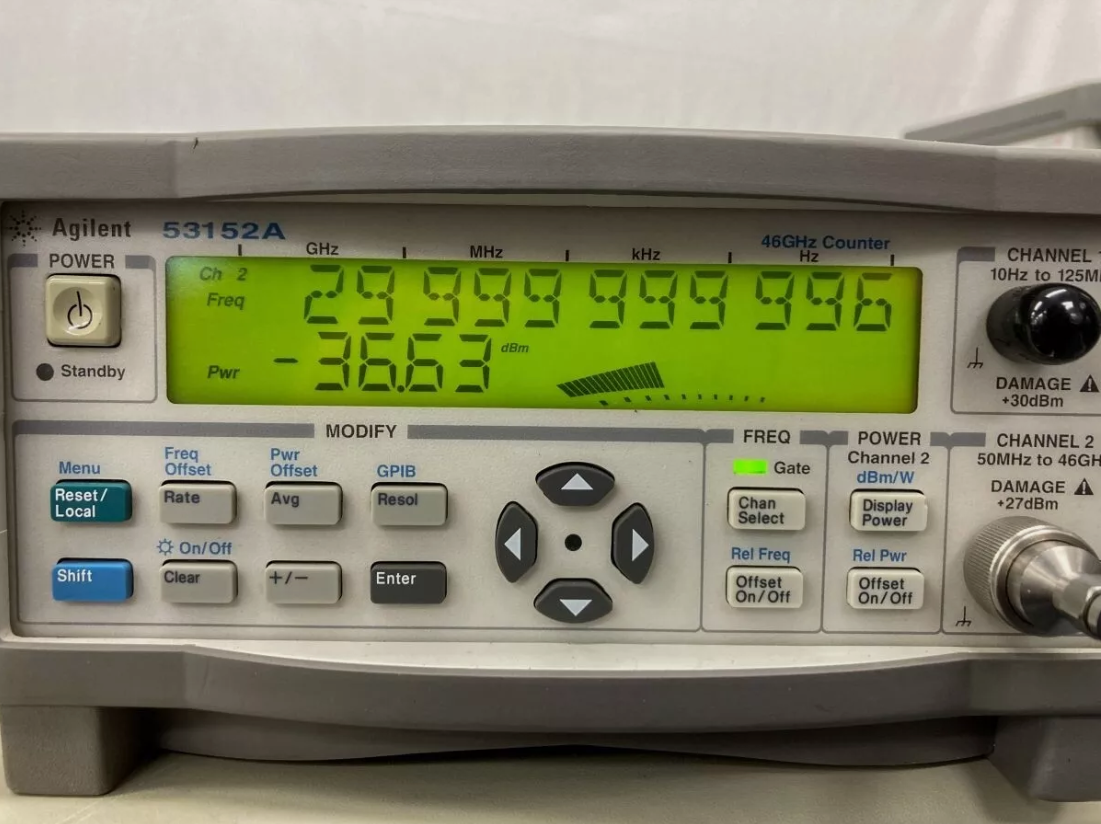 Agilent 53152A
46GHz Counter
GHz MHz kHz Hz
POWER
Standby
Ch 2
Freq 29 999 999 996
Pwr -36.63 dBm
CHANNEL 1
10Hz to 125M
DAMAGE
+30dBm
MODIFY
Menu
Reset/
Local
Freq
Offset
Rate
Pwr
Offset
Avg
GPIB
Resol
Shift
On/Off
Clear
+/−
Enter
FREQ
Gate
Chan
Select
Rel Freq
Offset
On/Off
POWER
Channel 2
dBm/W
Display
Power
Rel Pwr
Offset
On/Off
CHANNEL 2
50MHz to 46GH
DAMAGE
+27dBm